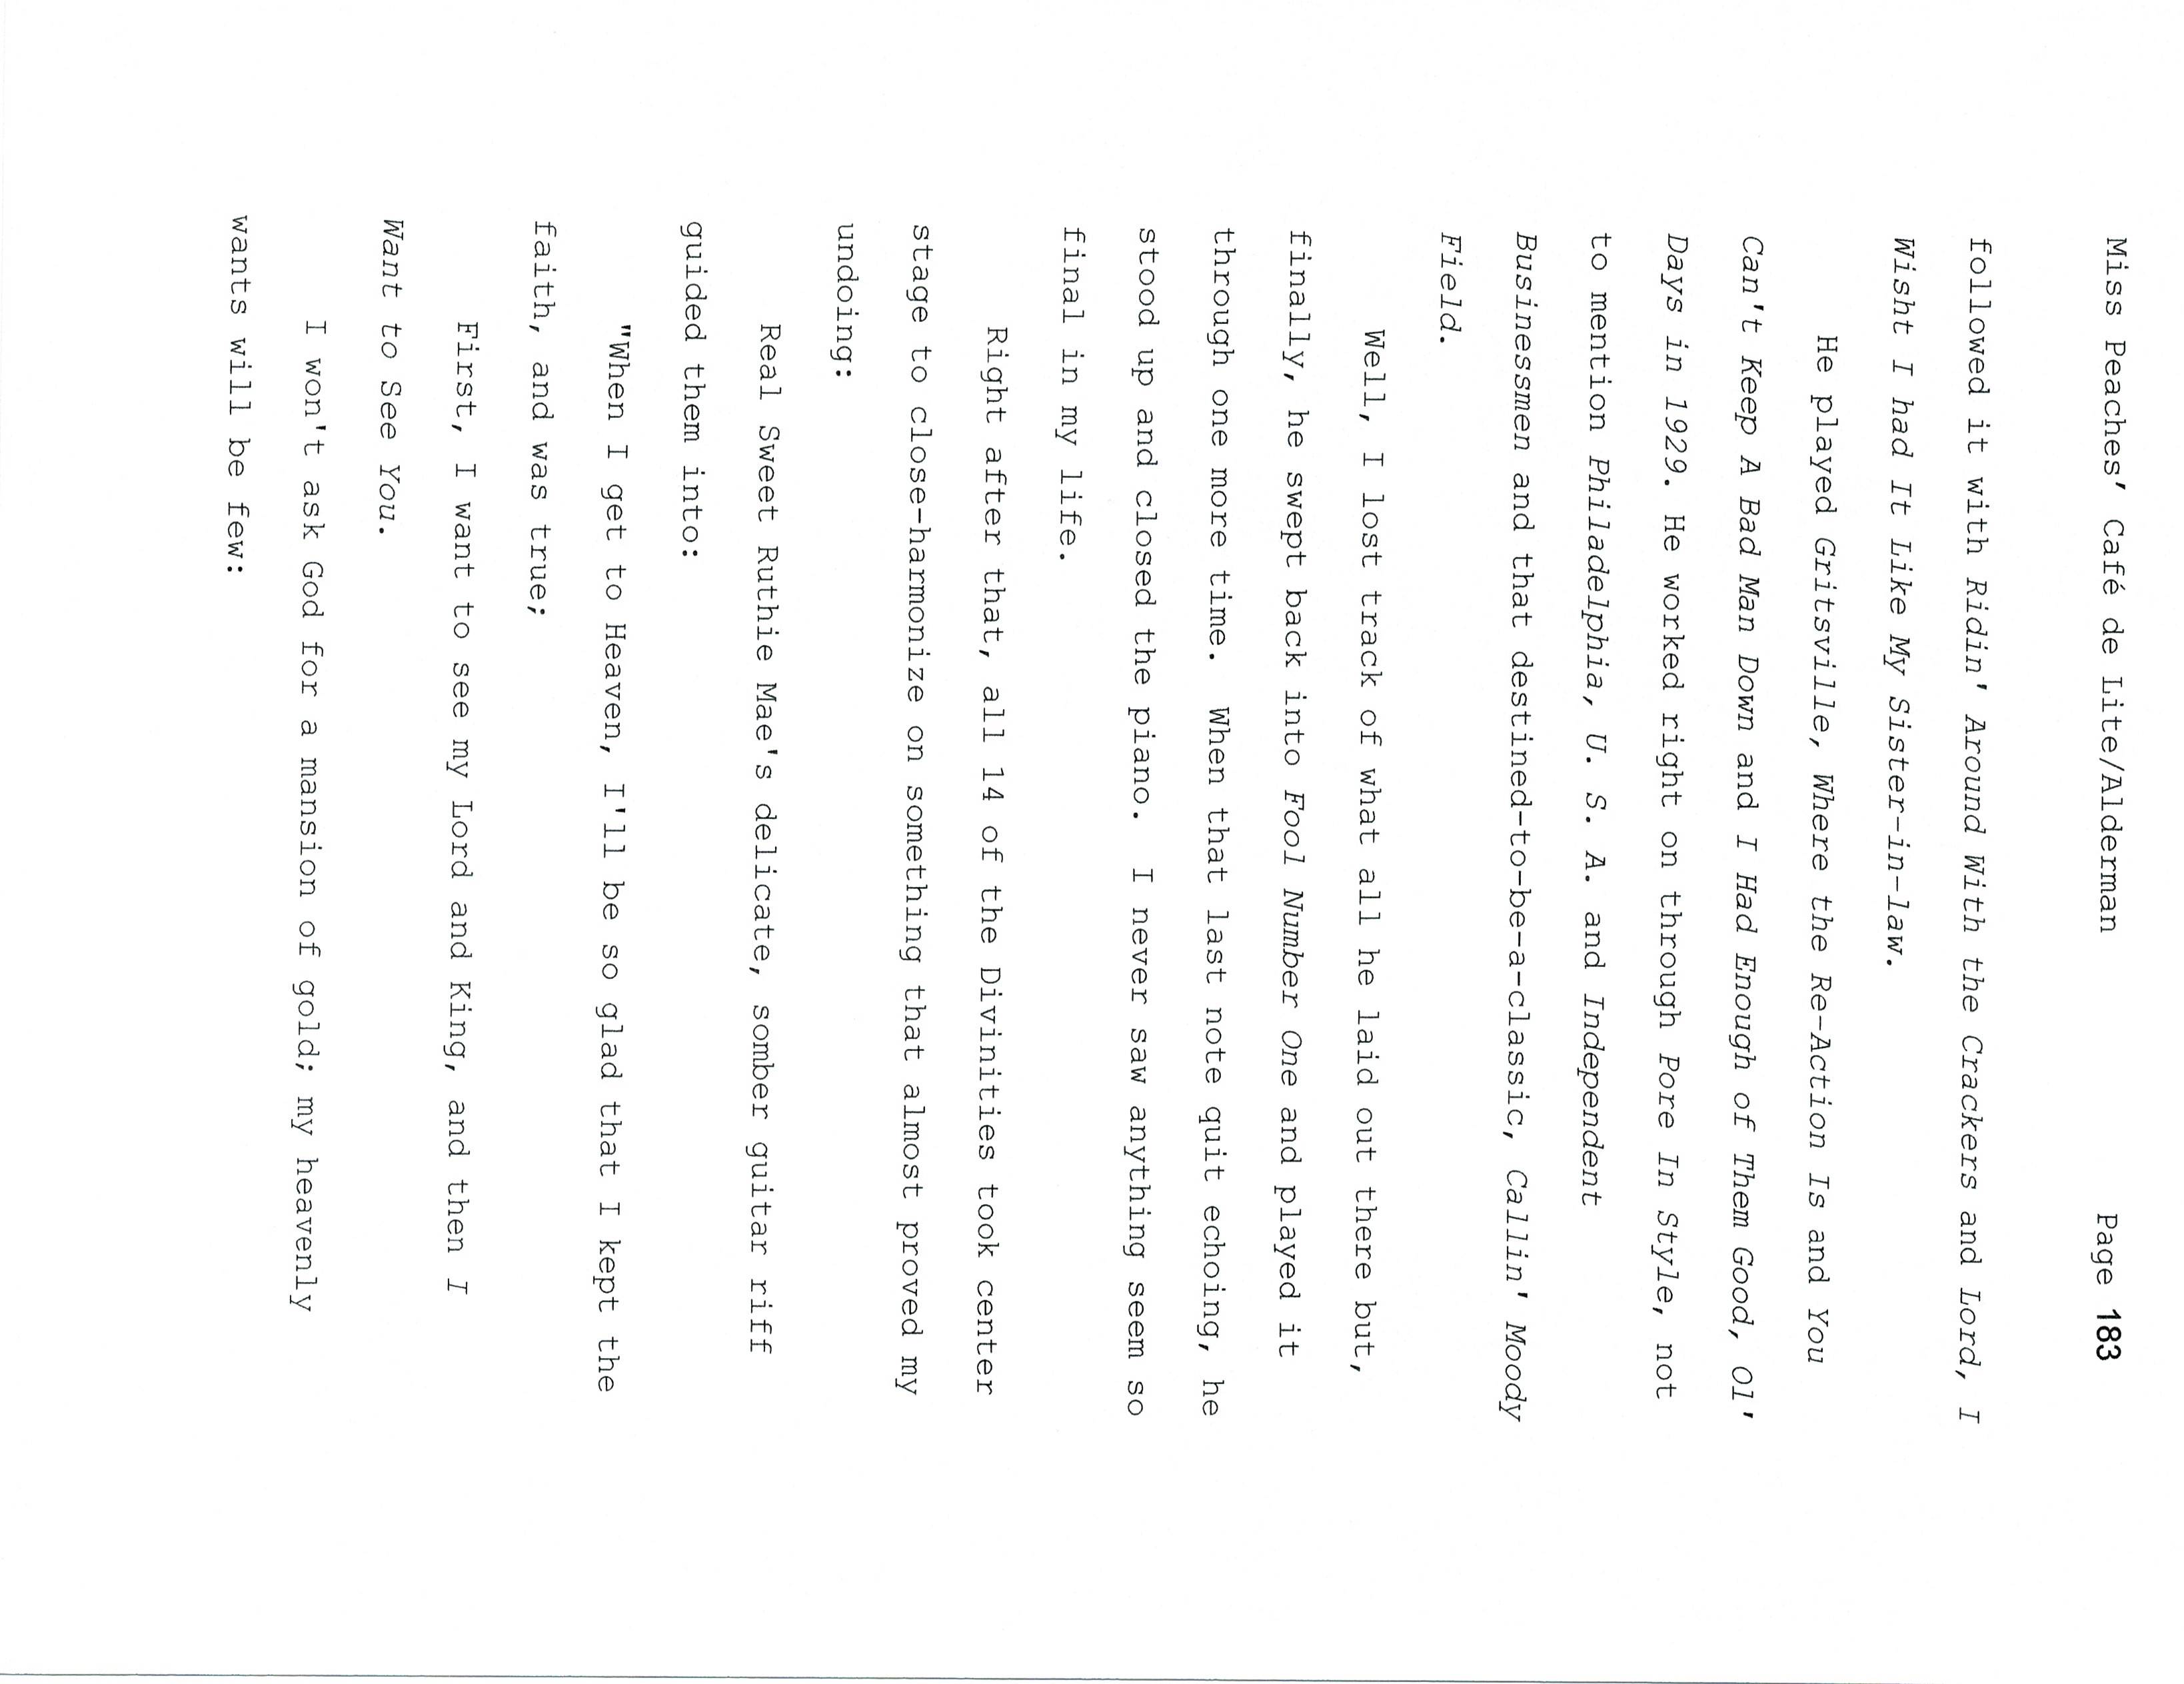 Miss Peaches’ Café de Lite/Alderman Page 183
followed it with Ridin' Around With the Crackers and Lord, I
Wisht I had It Like My Sister-in-law.
He played Gritsville, Where the Re-Action Is and You
Can't Keep A Bad Man Down and I Had Enough of Them Good, Ol'
Days in 1929. He worked right on through Pore In Style, not
to mention Philadelphia, U. S. A. and Independent
Businessmen and that destined-to-be-a-classic, Callin' Moody
Field.
Well, I lost track of what all he laid out there but,
finally, he swept back into Fool Number One and played it
through one more time. When that last note quit echoing, he
stood up and closed the piano. I never saw anything seem so
final in my life.
Right after that, all 14 of the Divinities took center
stage to close-harmonize on something that almost proved my
undoing:
Real Sweet Ruthie Mae's delicate, somber guitar riff
guided them into:
"When I get to Heaven, I'll be so glad that I kept the
faith, and was true;
First, I want to see my Lord and King, and then I
Want to See You.
I won't ask God for a mansion of gold; my heavenly
wants will be few: